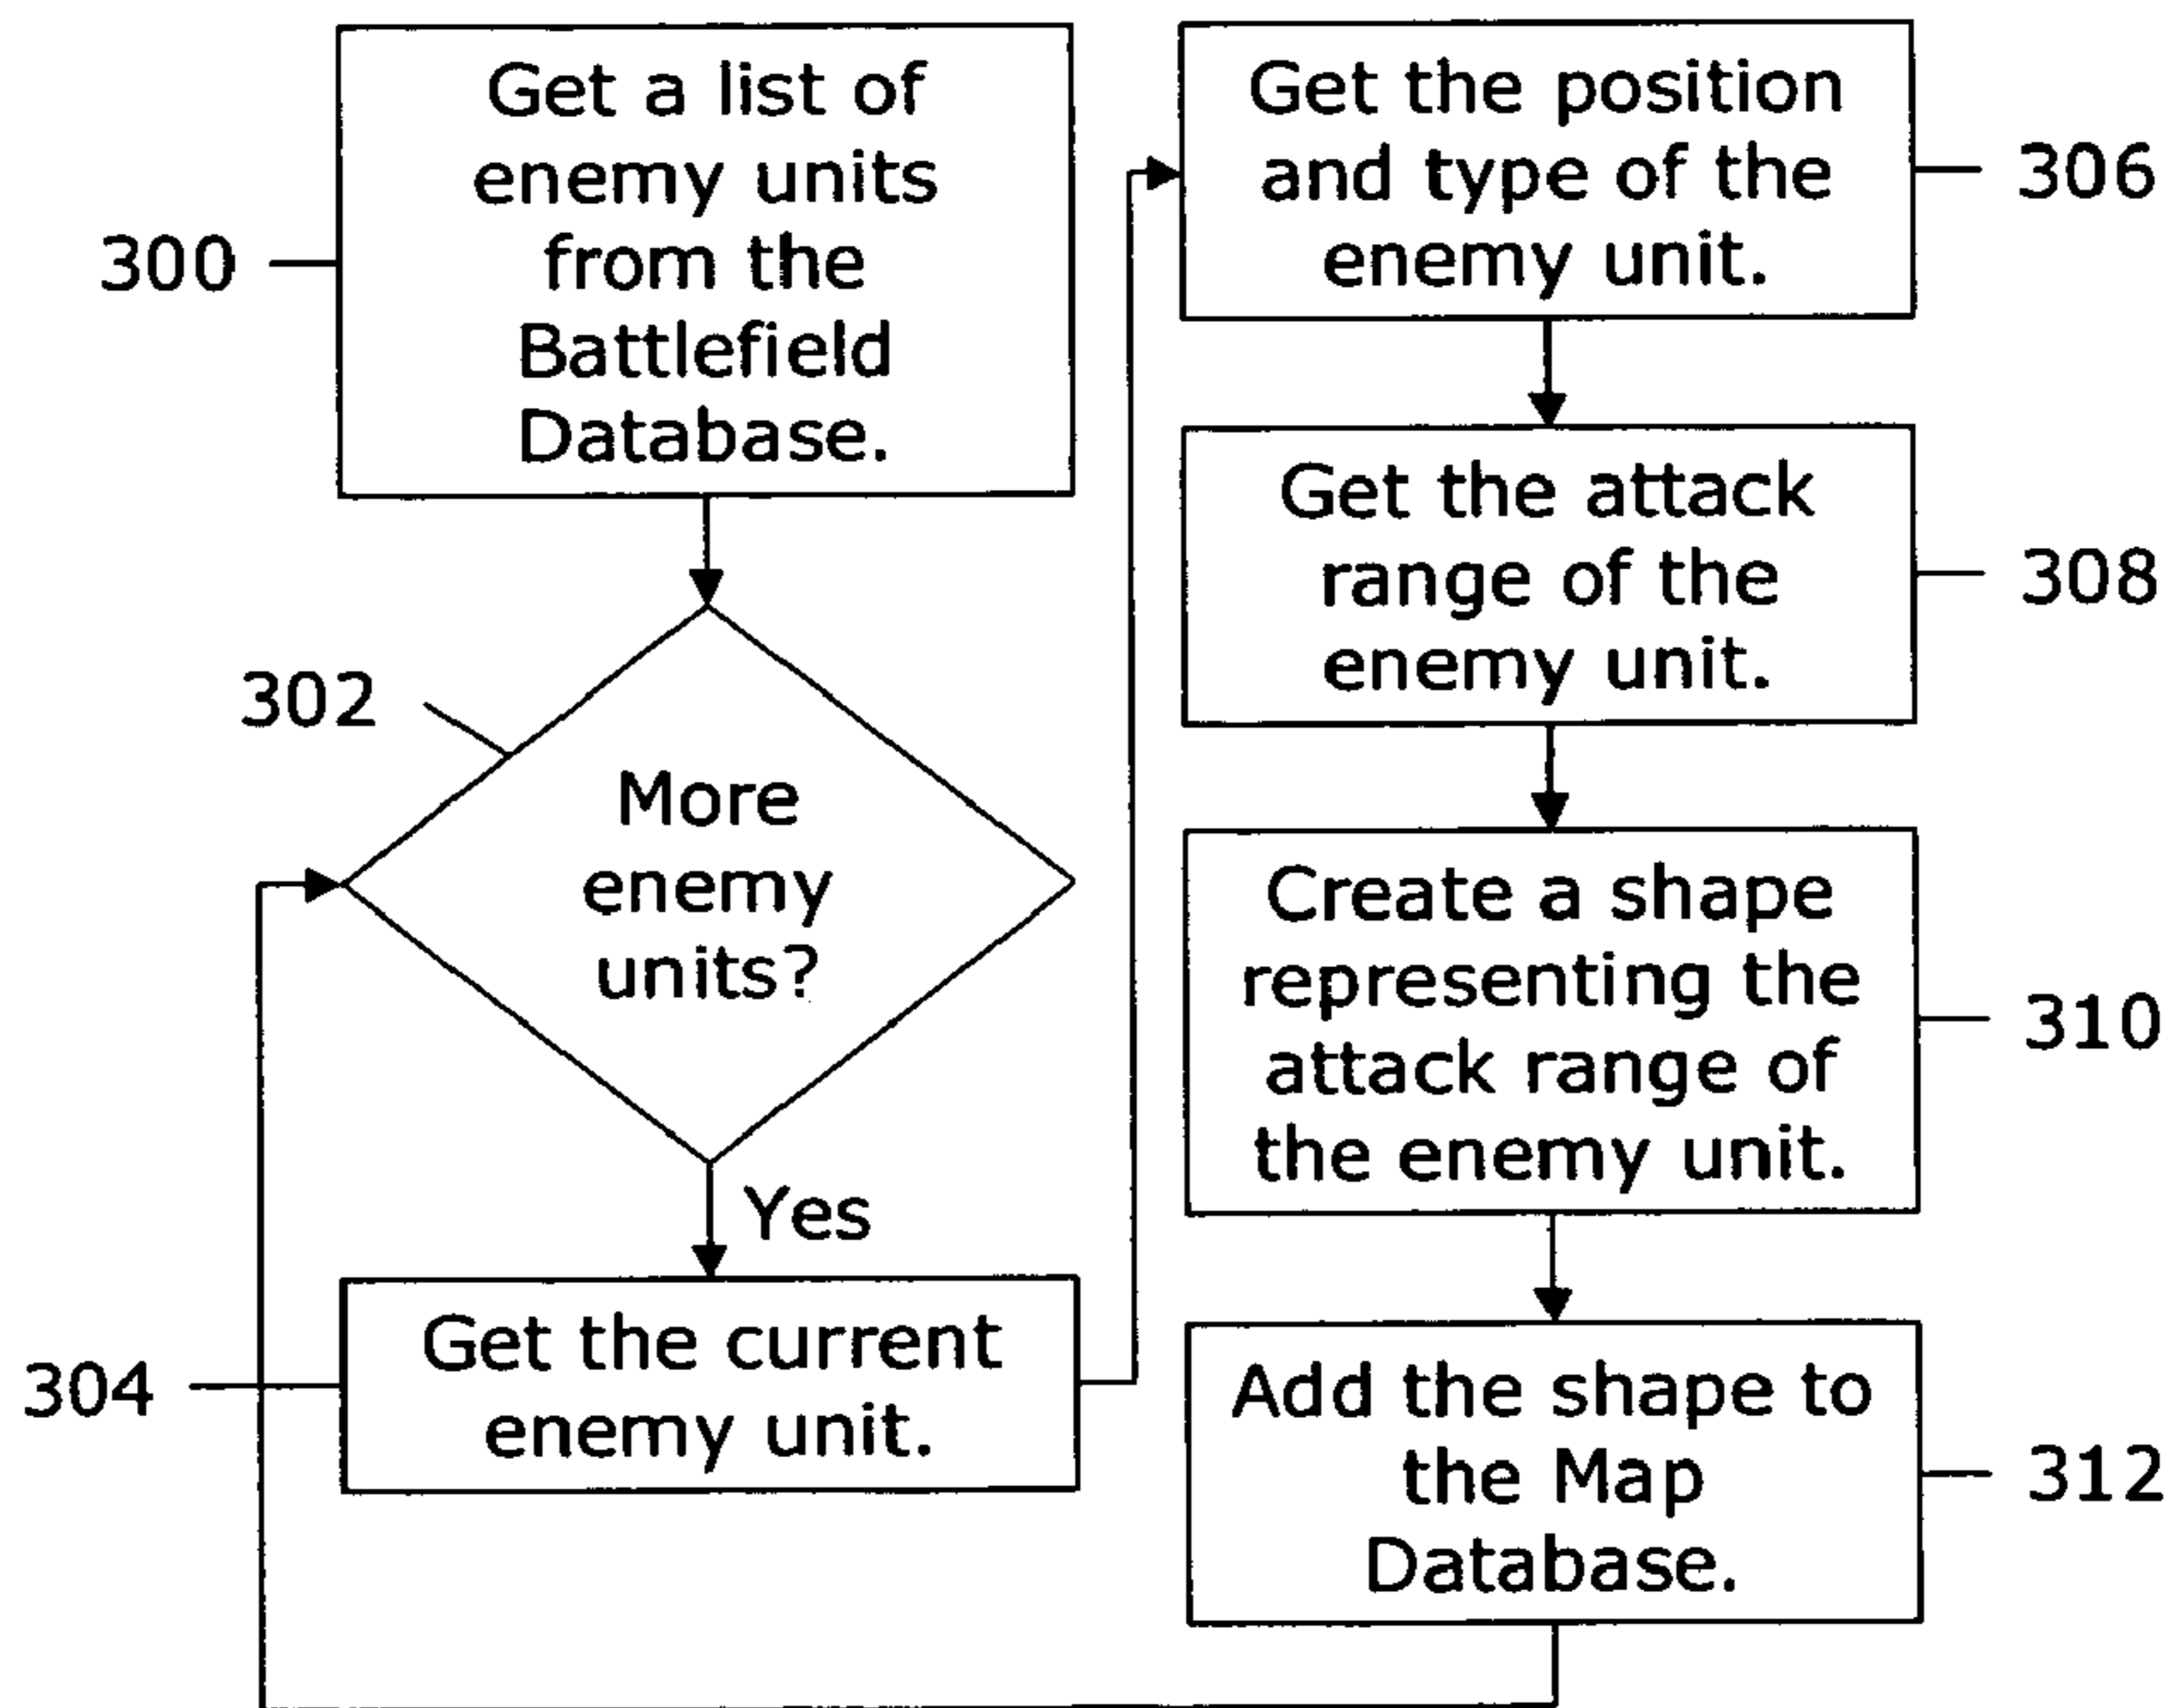 300
Get a list of
enemy units
from the
Battlefield
Database.
302
More
enemy
units?
Yes
304
Get the current
enemy unit.
Get the position
and type of the
enemy unit.
306
Get the attack
range of the
enemy unit.
308
Create a shape
representing the
attack range of
the enemy unit.
310
Add the shape to
the Map
Database.
312